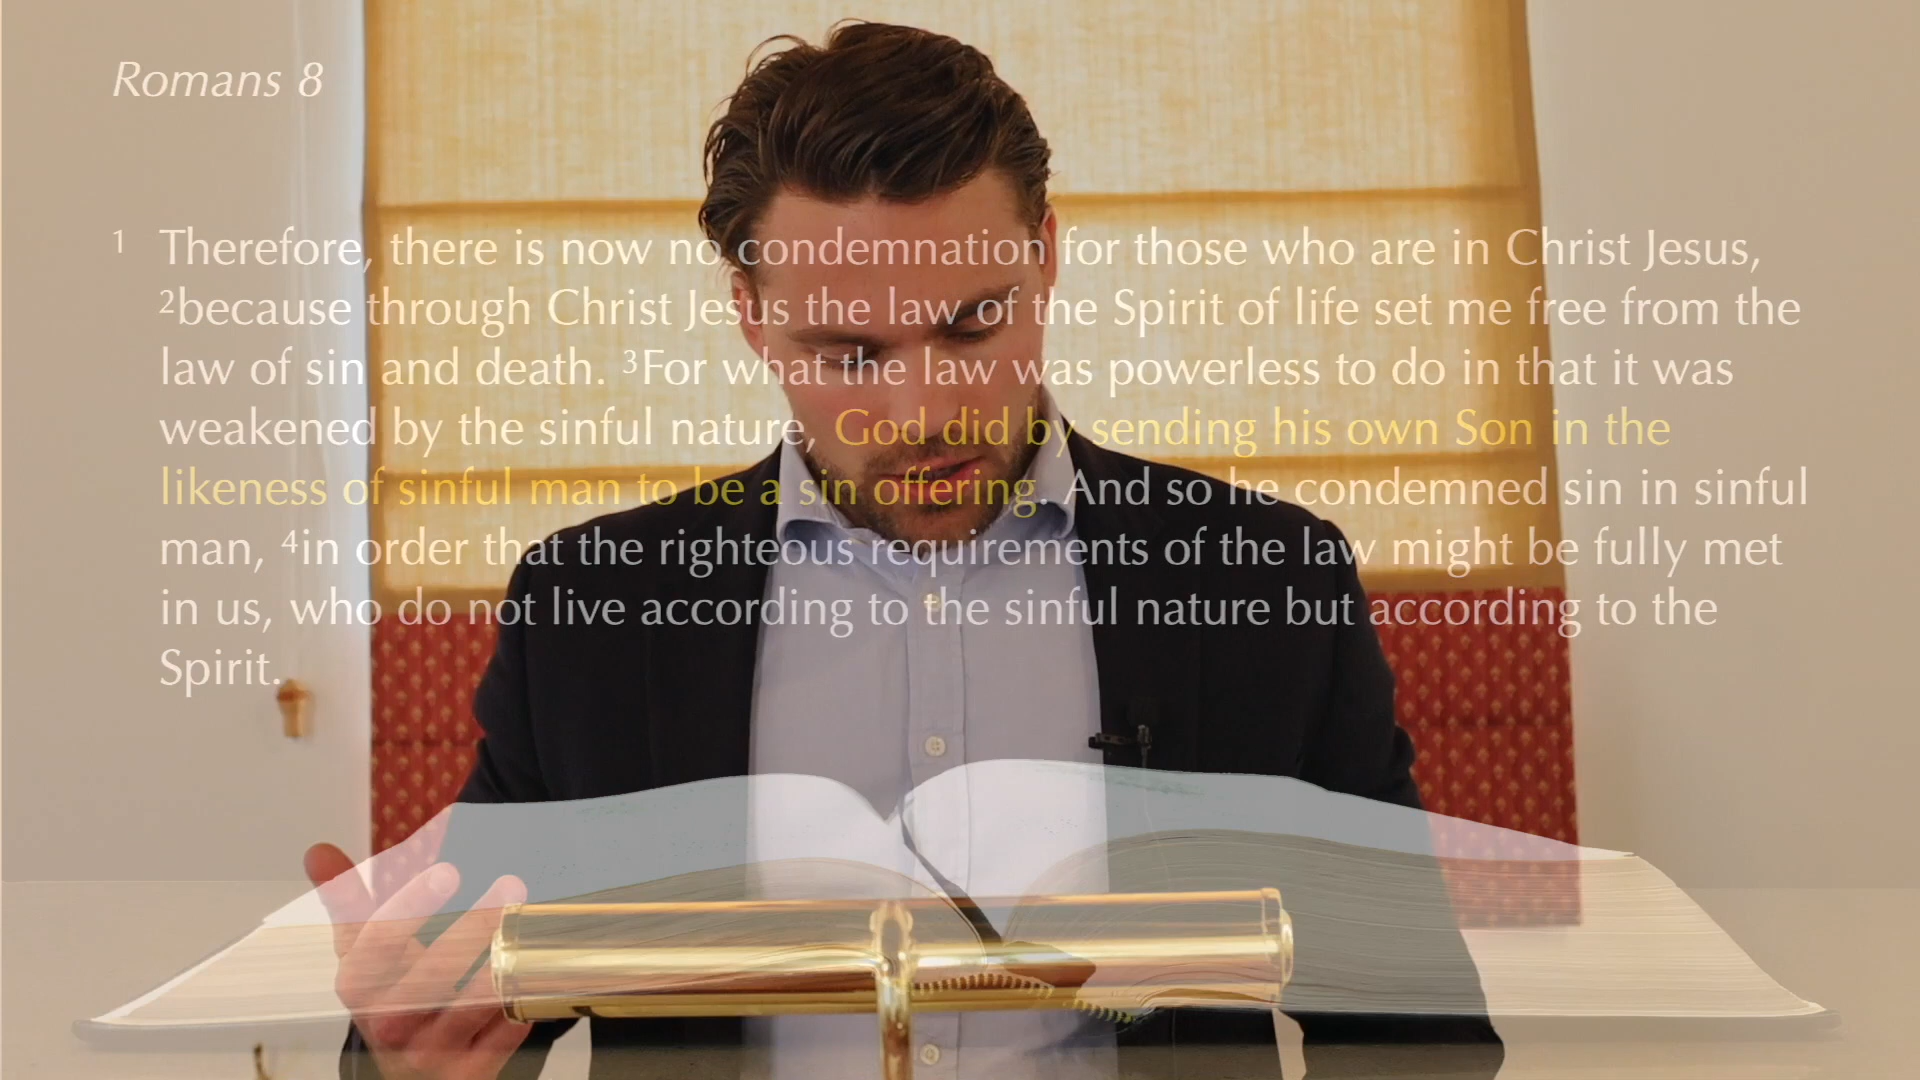 Romans 8
1 Therefore, there is now no condemnation for those who are in Christ Jesus,
2because through Christ Jesus the law of the Spirit of life set me free from the
law of sin and death. 3For what the law was powerless to do in that it was
weakened by the sinful nature, God did by sending his own Son in the
likeness of sinful man to be a sin offering. And so he condemned sin in sinful
man, 4in order that the righteous requirements of the law might be fully met
in us, who do not live according to the sinful nature but according to the
Spirit.